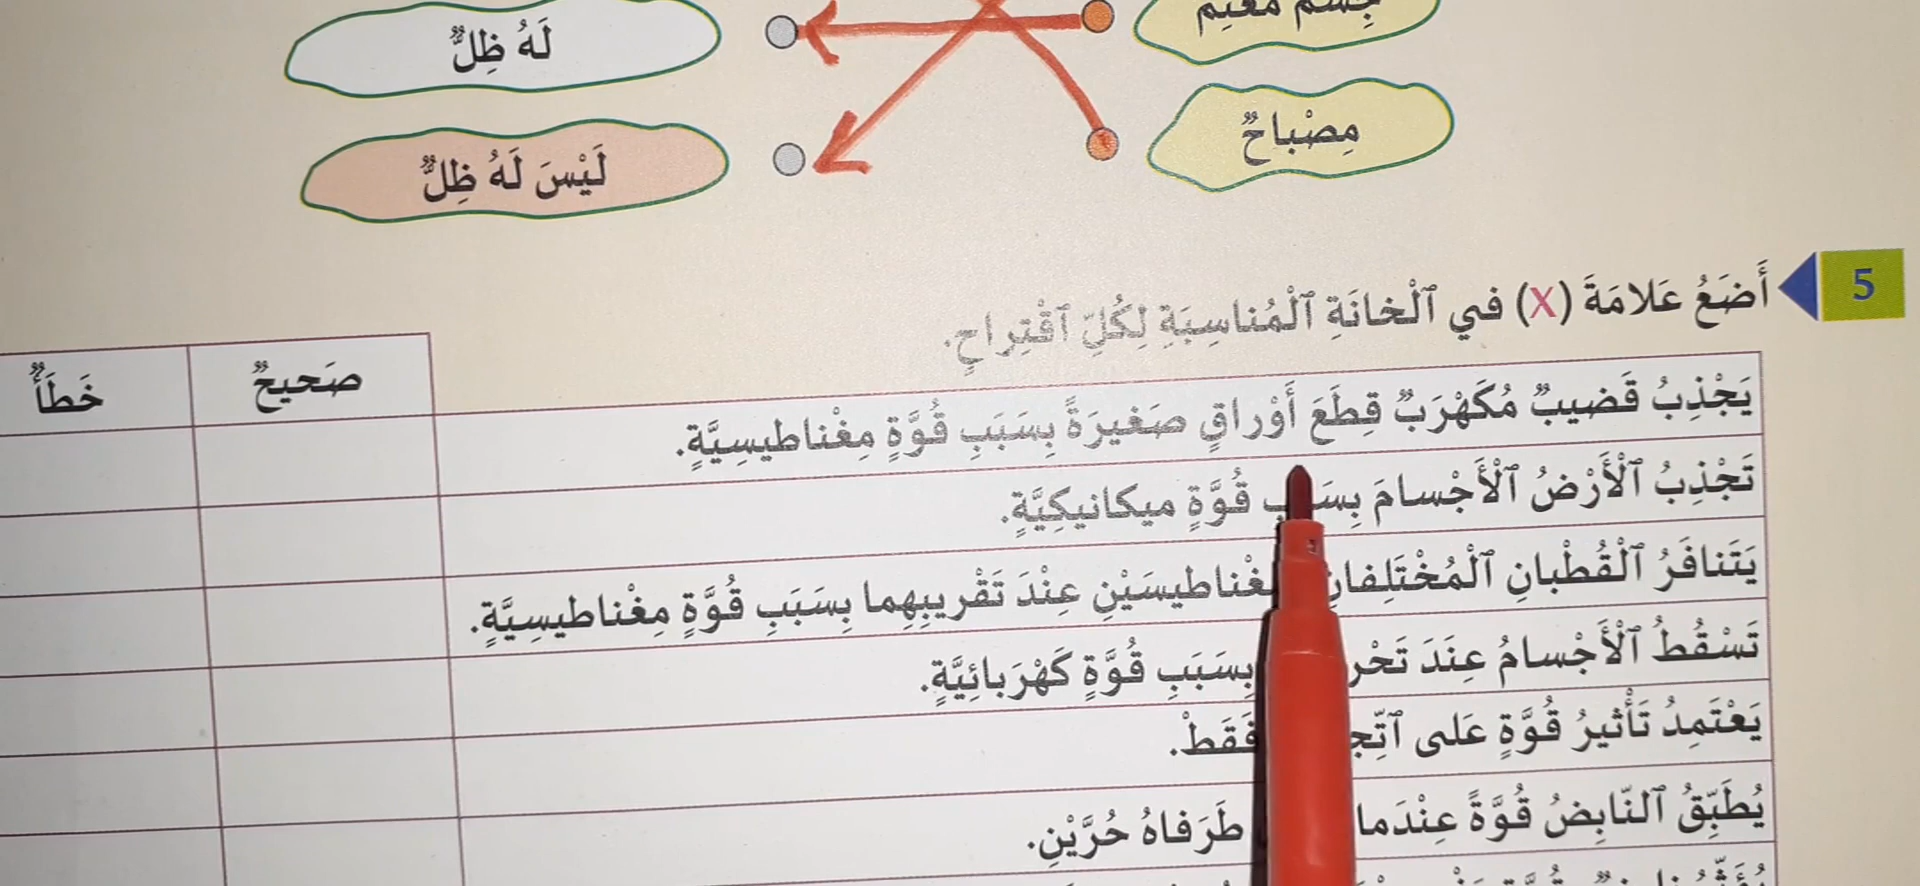 جِسْمٌ مُعْتِمٌ
لَهُ ظِلٌّ
مِصْباحٌ
لَيْسَ لَهُ ظِلٌّ
5
أَضَعُ عَلامَةَ (X) في ٱلْخانَةِ ٱلْمُناسِبَةِ لِكُلِّ ٱقْتِراحٍ.
صَحيحٌ خَطَأٌ
يَجْذِبُ قَضيبٌ مُكَهْرَبٌ قِطَعَ أَوْراقٍ صَغيرَةً بِسَبَبِ قُوَّةٍ مِغْناطيسِيَّةٍ.
تَجْذِبُ ٱلْأَرْضُ ٱلْأَجْسامَ بِسَبَبِ قُوَّةٍ ميكانيكِيَّةٍ.
يَتَنافَرُ ٱلْقُطْبانِ ٱلْمُخْتَلِفانِ لِمِغْناطيسَيْنِ عِنْدَ تَقْريبِهِما بِسَبَبِ قُوَّةٍ مِغْناطيسِيَّةٍ.
تَسْقُطُ ٱلْأَجْسامُ عِنَدَ بِسَبَبِ قُوَّةٍ كَهْرَبائِيَّةٍ.
يَعْتَمِدُ تَأْثيرُ قُوَّةٍ عَلى فَقَطْ.
يُطَبِّقُ ٱلنّابِضُ قُوَّةً عِنْدَما طَرَفاهُ حُرَّيْنِ.